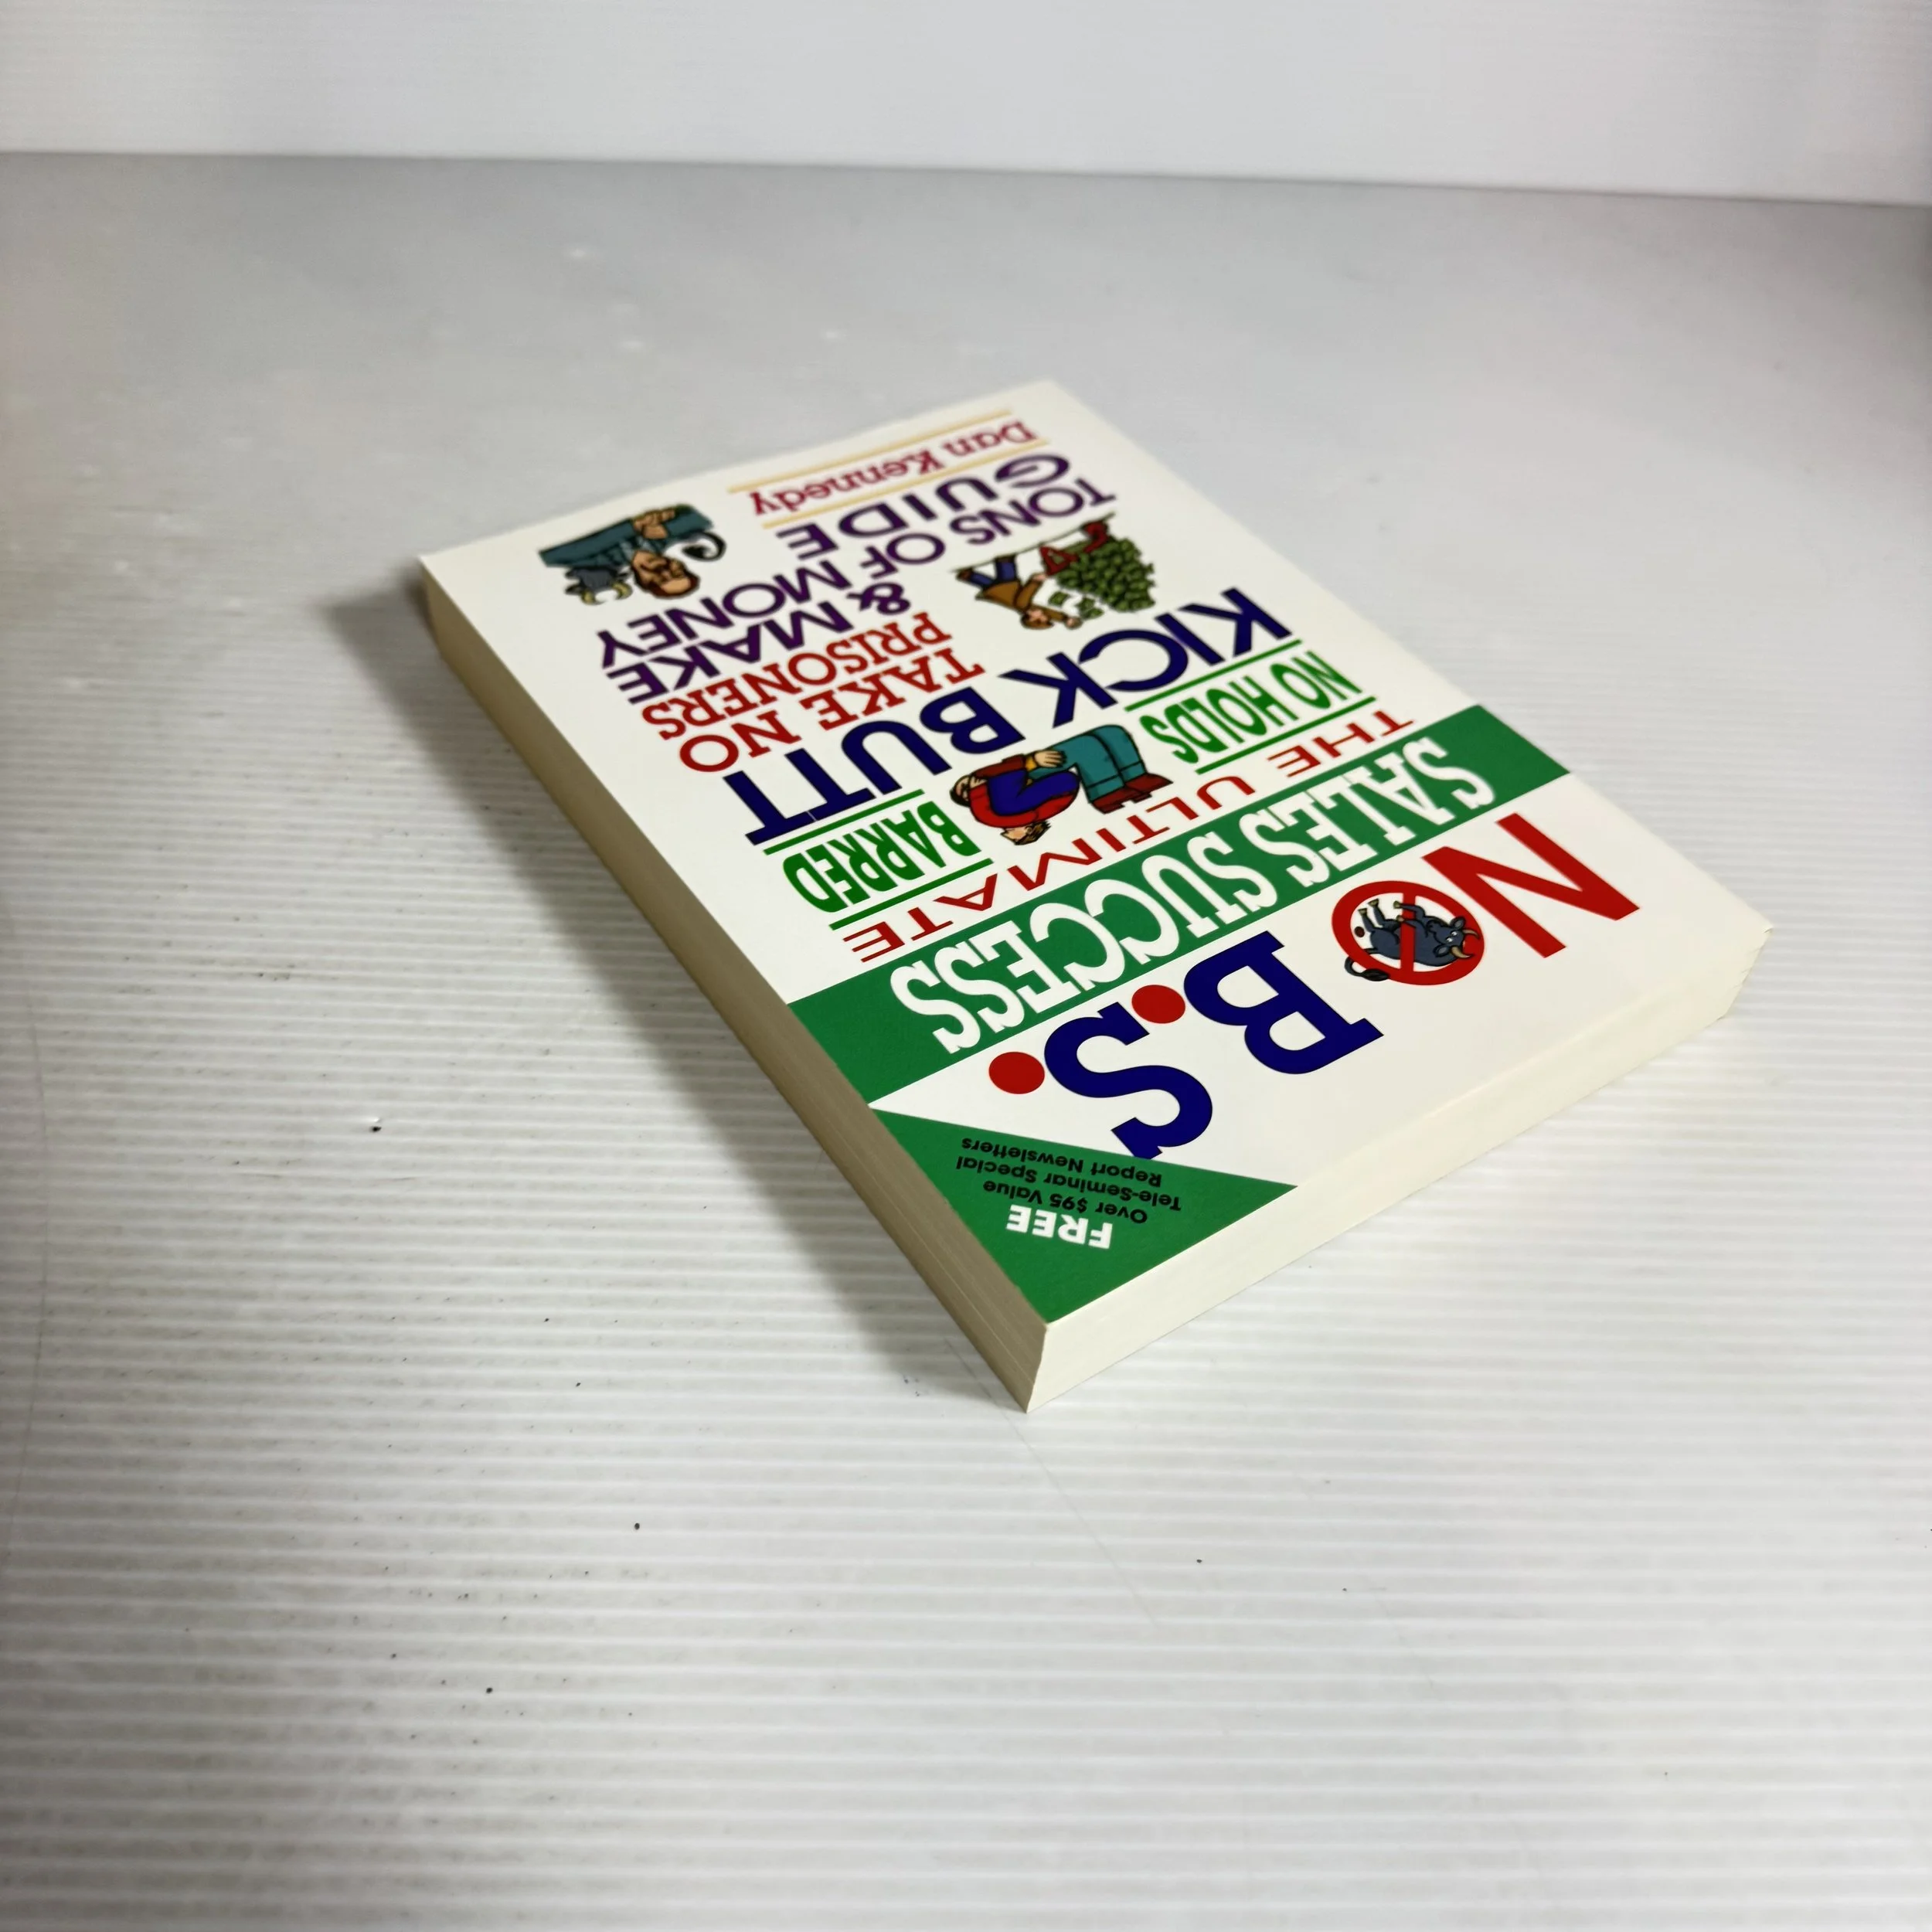 NO B.S.
SALES SUCCESS
THE ULTIMATE
NO HOLDS BARRED
KICK BUTT
TAKE NO
PRISONERS
& MAKE
TONS OF MONEY
GUIDE
Dan Kennedy
FREE
Over $95 Value
Tele-Seminar Special
Report Newsletters